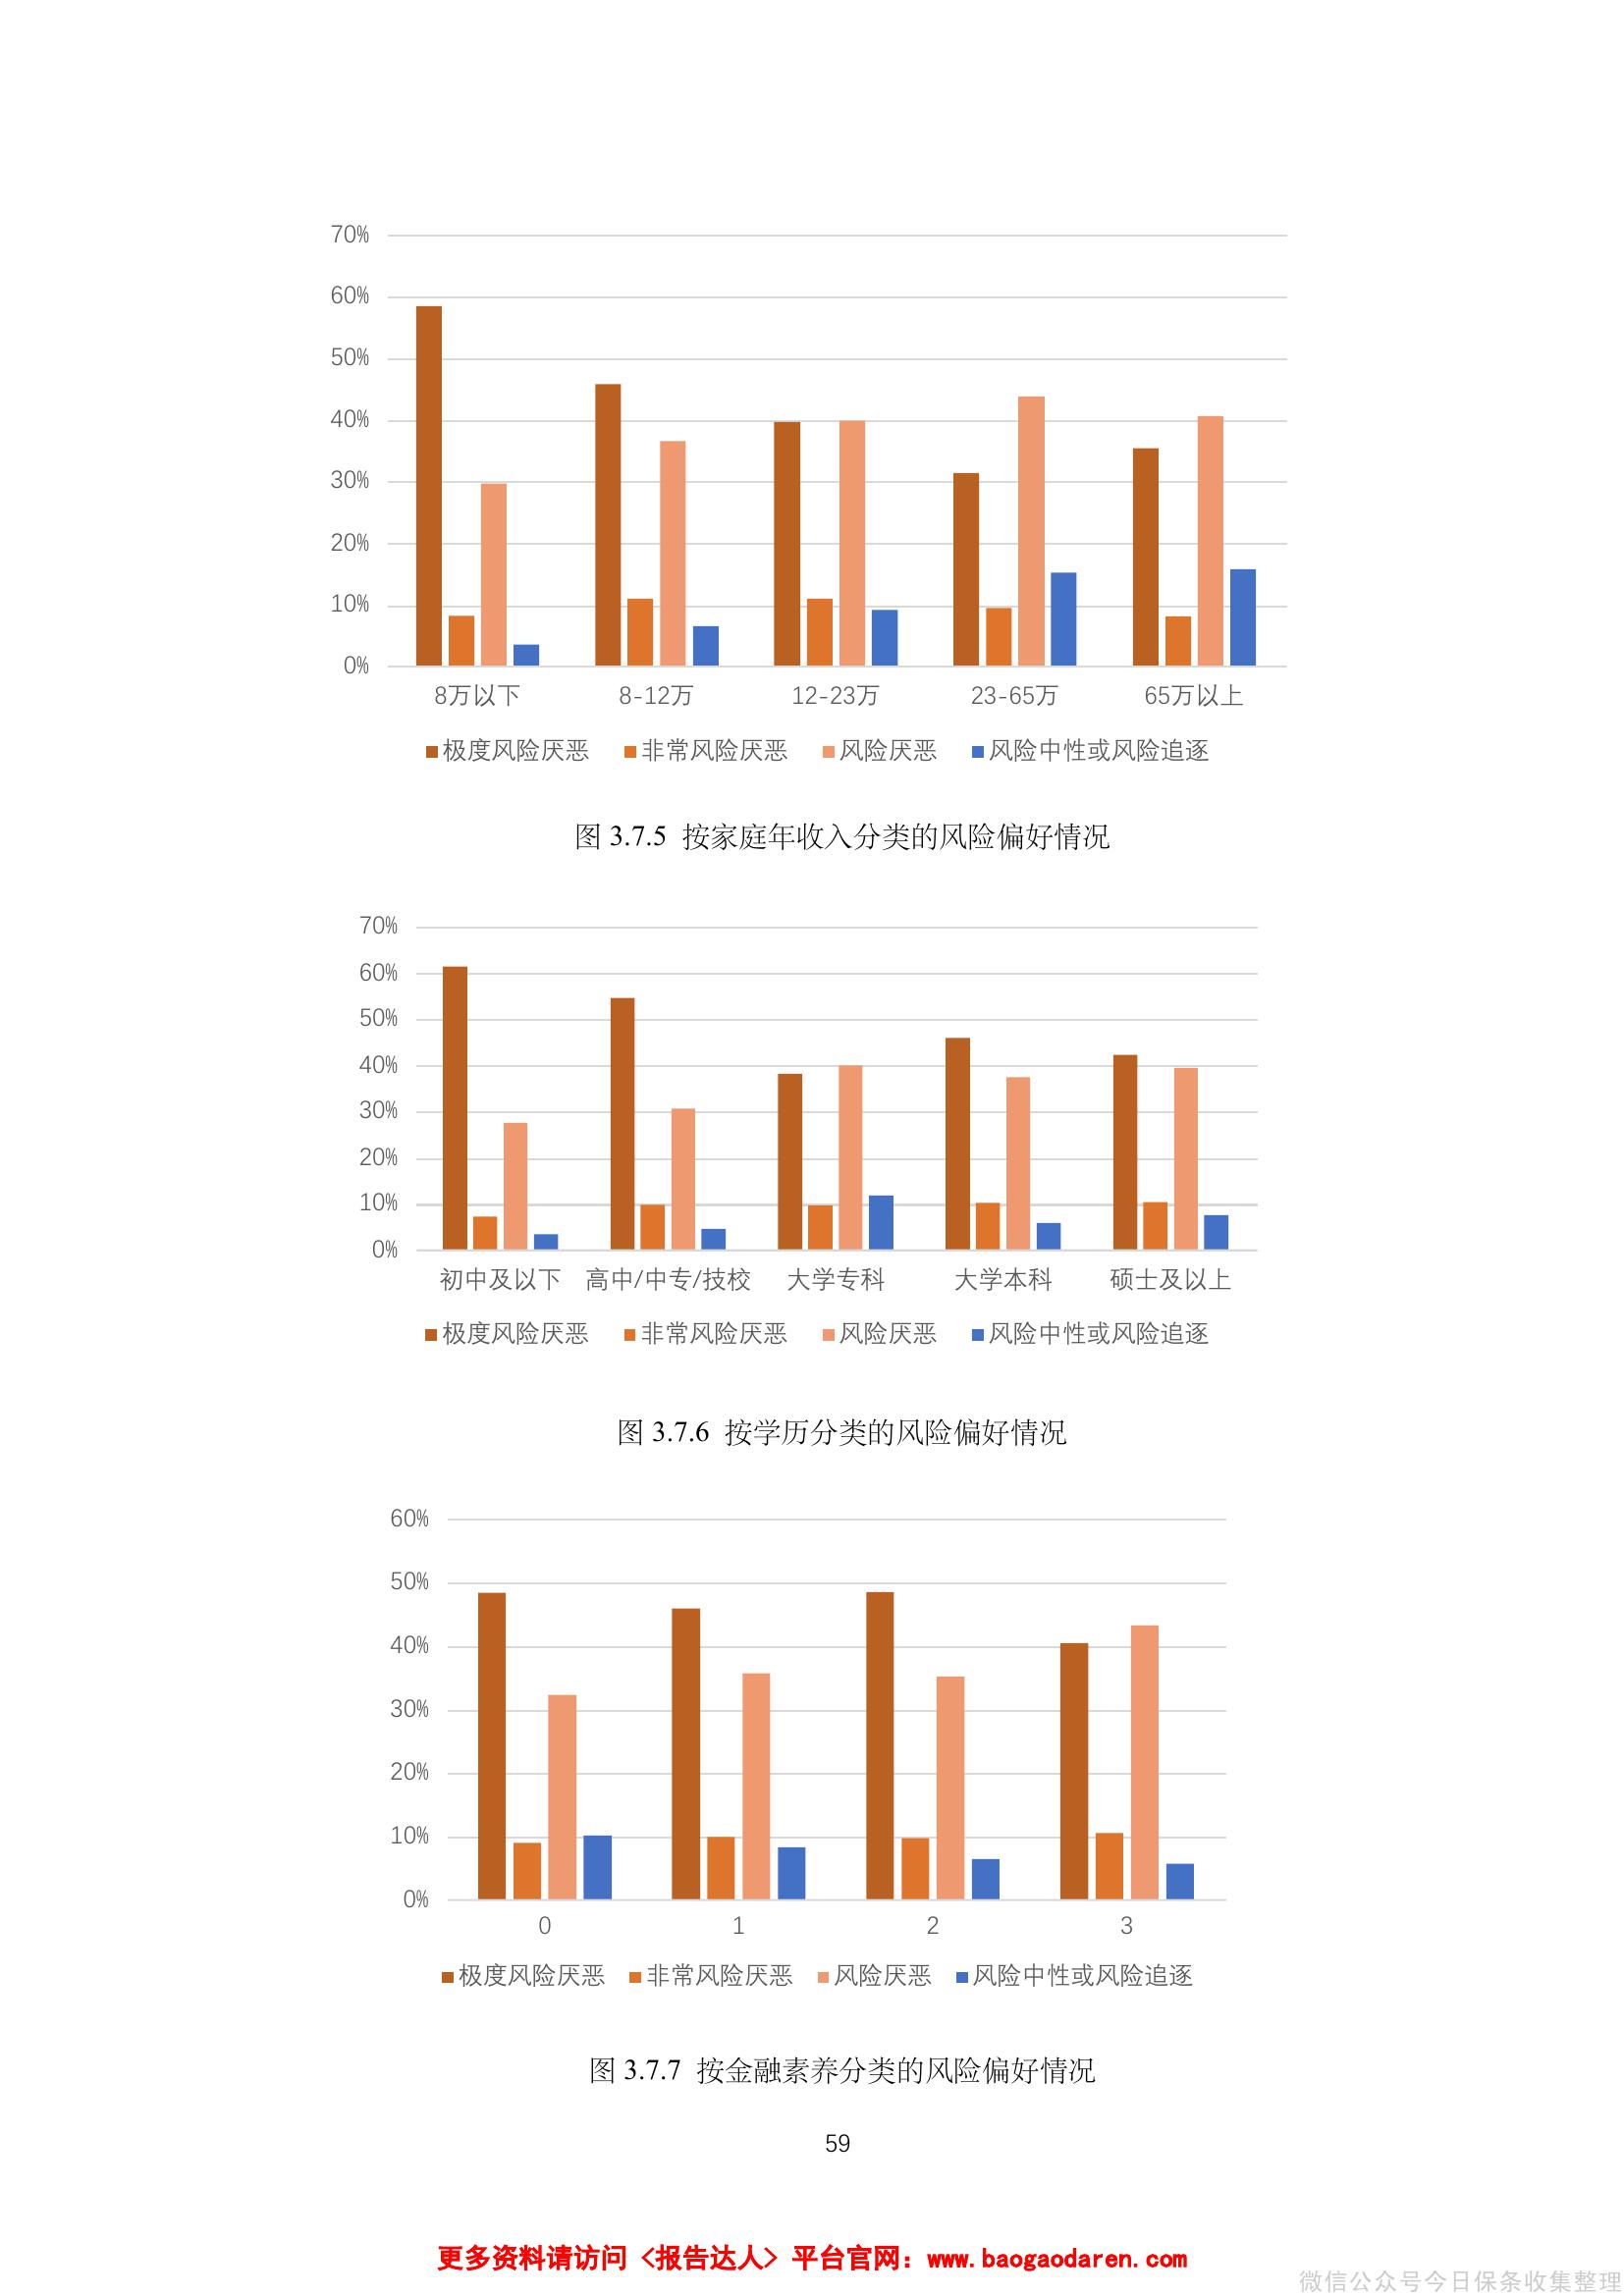 70%
60%
50%
40%
30%
20%
10%
0%
8万以下 8-12万 12-23万 23-65万 65万以上
极度风险厌恶 非常风险厌恶 风险厌恶 风险中性或风险追逐
图 3.7.5 按家庭年收入分类的风险偏好情况
70%
60%
50%
40%
30%
20%
10%
0%
初中及以下 高中/中专/技校 大学专科 大学本科 硕士及以上
极度风险厌恶 非常风险厌恶 风险厌恶 风险中性或风险追逐
图 3.7.6 按学历分类的风险偏好情况
60%
50%
40%
30%
20%
10%
0%
0 1 2 3
极度风险厌恶 非常风险厌恶 风险厌恶 风险中性或风险追逐
图 3.7.7 按金融素养分类的风险偏好情况
59
更多资料请访问《报告达人》平台官网：www.baogaodaren.com
微信公众号今日保条收集整理